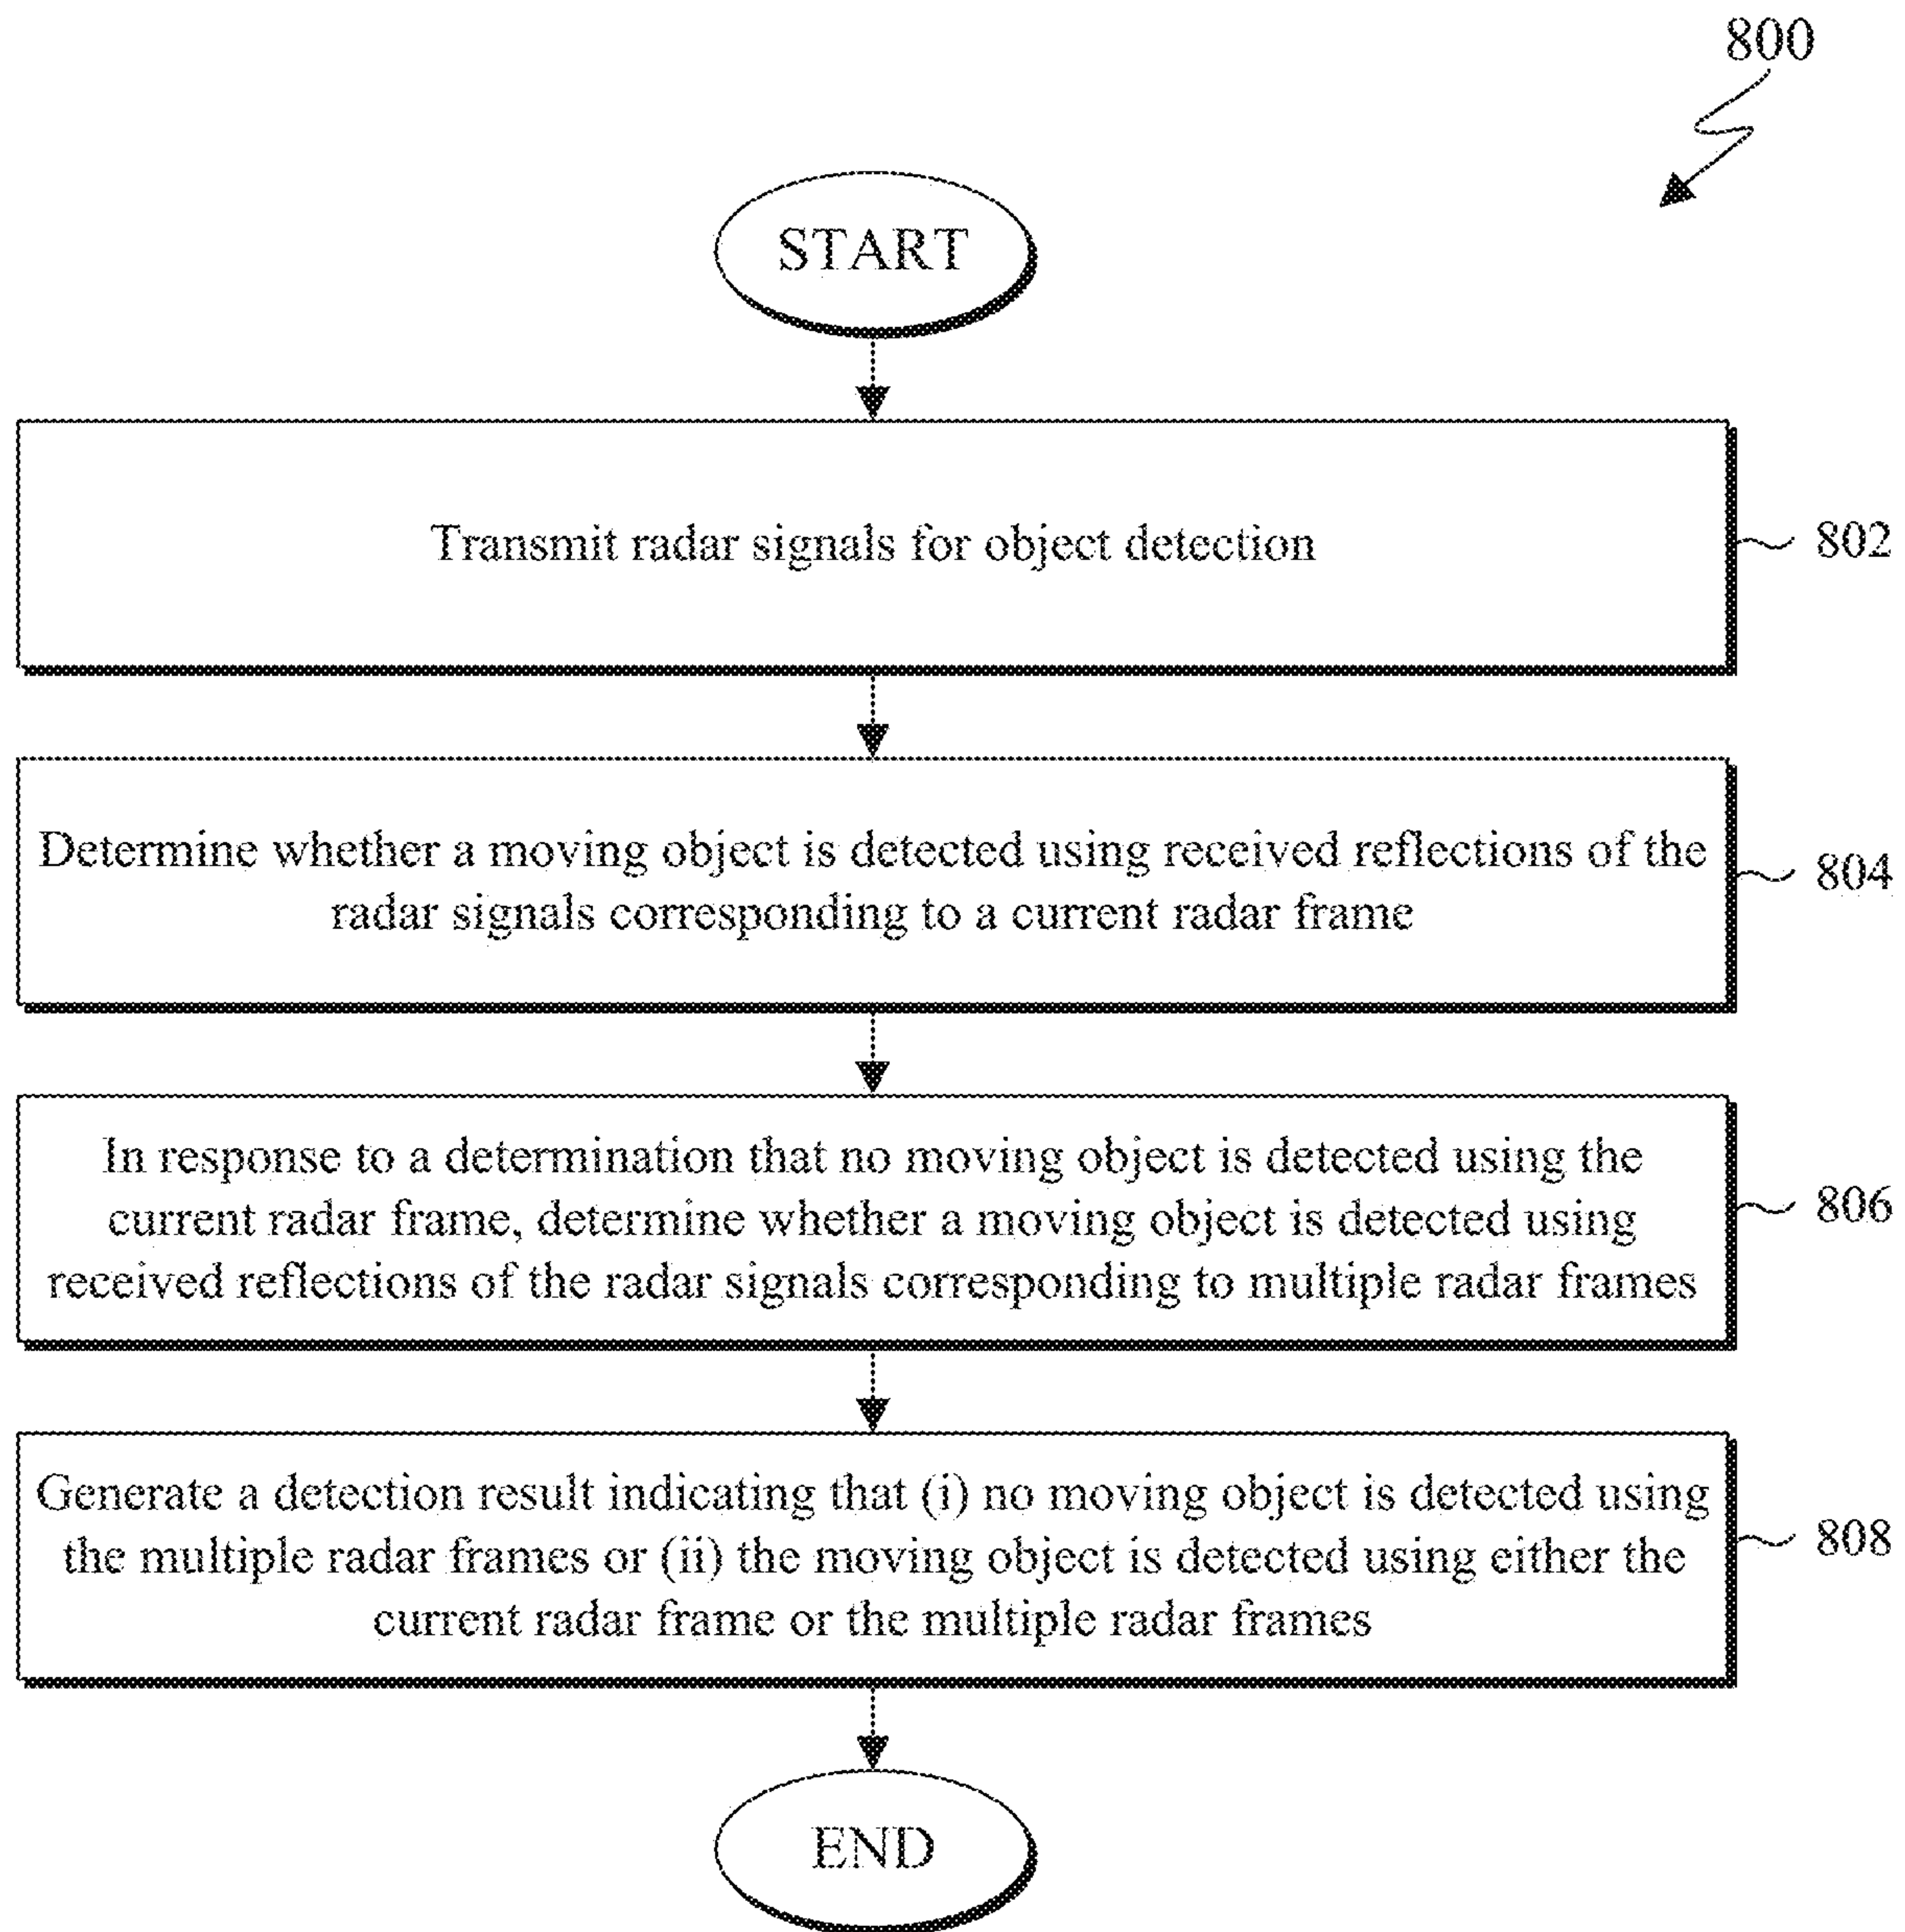 800
START
Transmit radar signals for object detection
802
Determine whether a moving object is detected using received reflections of the
radar signals corresponding to a current radar frame
804
In response to a determination that no moving object is detected using the
current radar frame, determine whether a moving object is detected using
received reflections of the radar signals corresponding to multiple radar frames
806
Generate a detection result indicating that (i) no moving object is detected using
the multiple radar frames or (ii) the moving object is detected using either the
current radar frame or the multiple radar frames
808
END